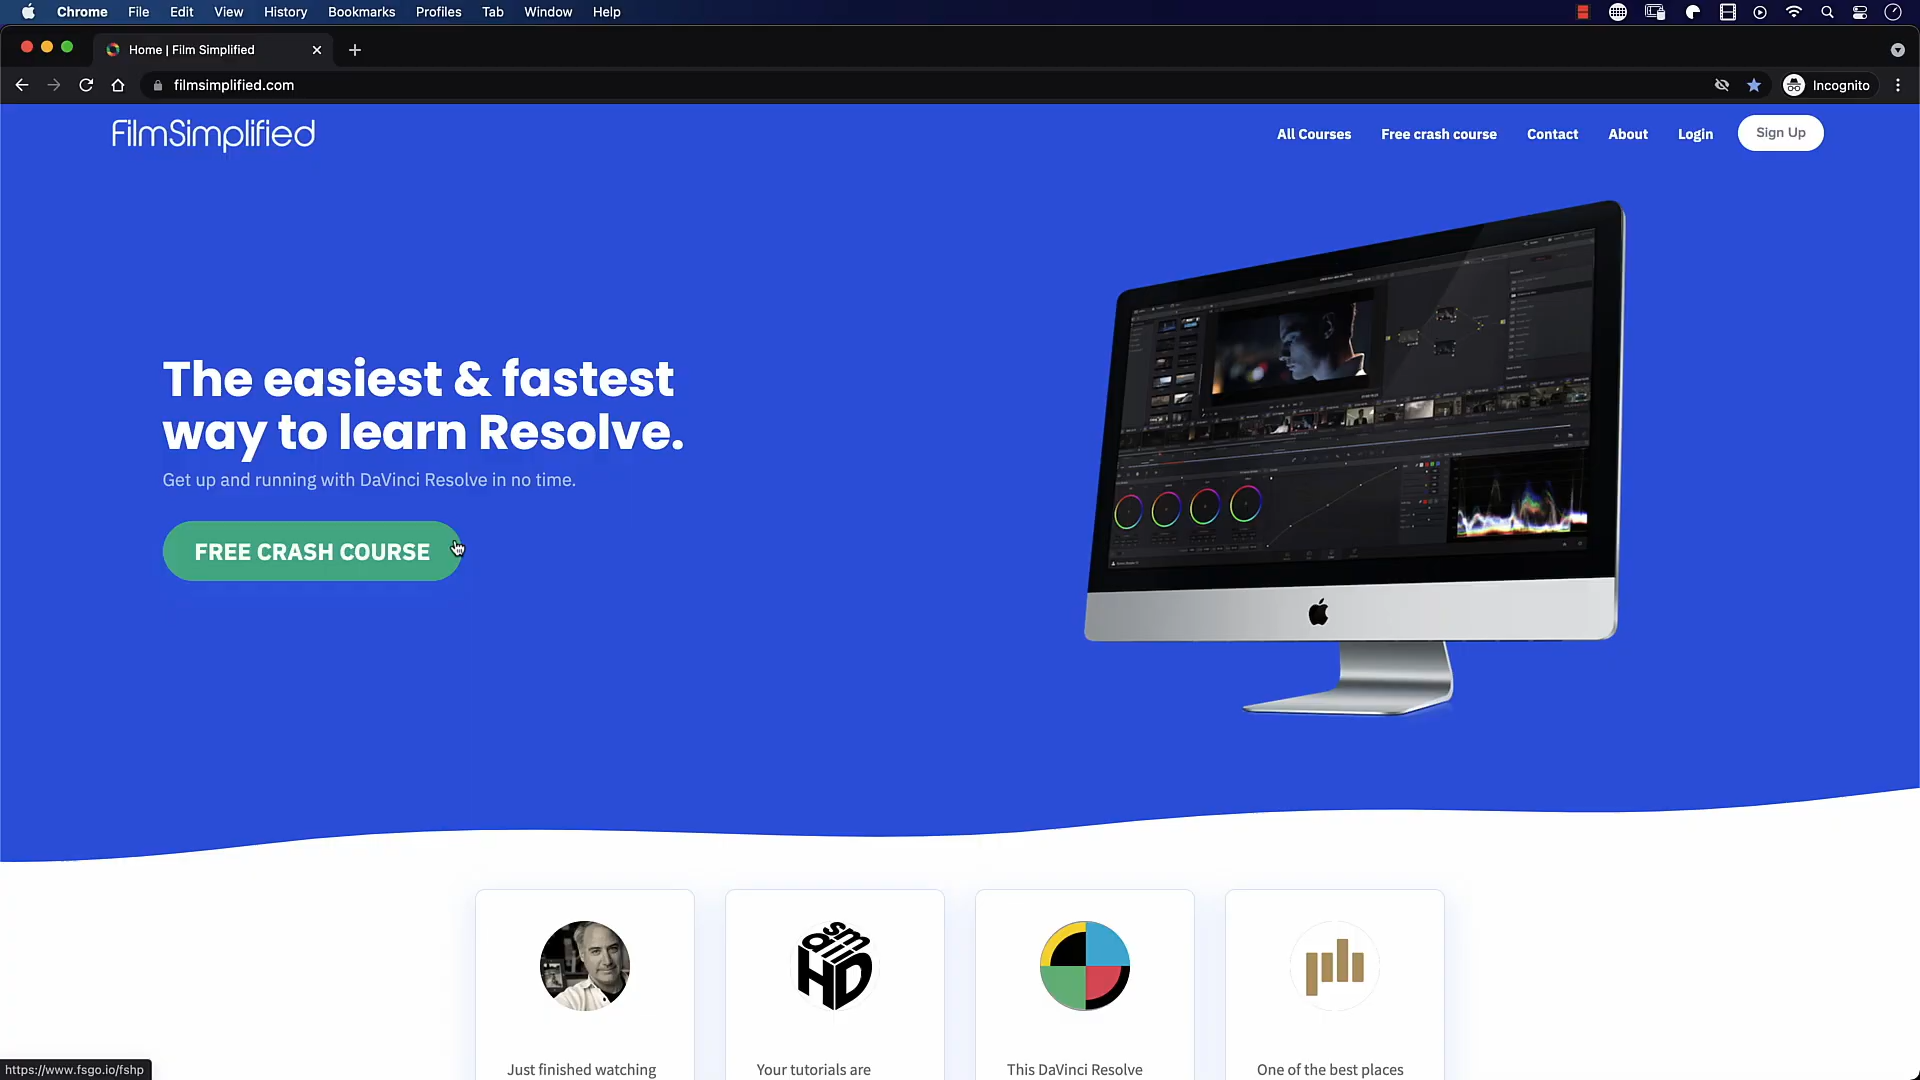 Chrome File Edit View History Bookmarks Profiles Tab Window Help
Home | Film Simplified
filmsimplified.com
Incognito
FilmSimplified
All Courses Free crash course Contact About Login Sign Up
The easiest & fastest
way to learn Resolve.
Get up and running with DaVinci Resolve in no time.
FREE CRASH COURSE
small
HD
Just finished watching
Your tutorials are
This DaVinci Resolve
One of the best places
https://www.fsgo.io/fshp